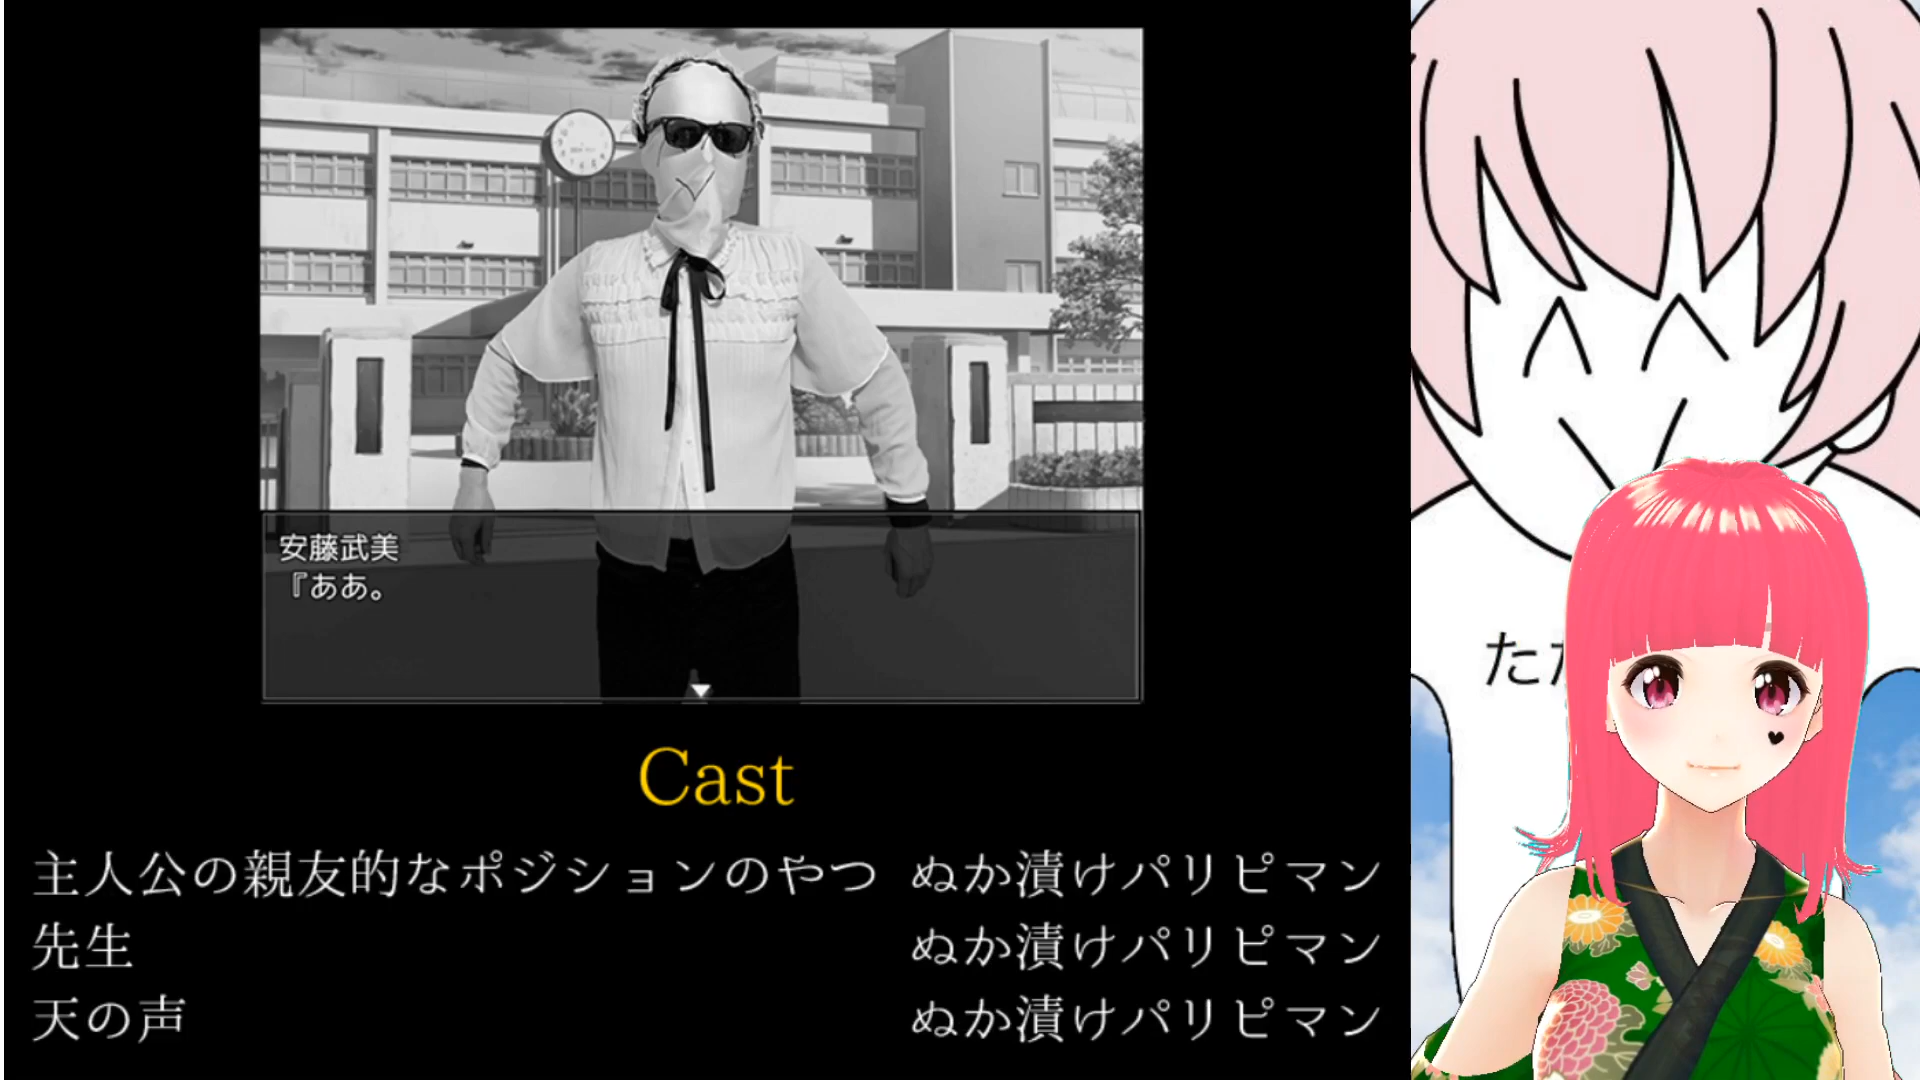 安藤武美
『ああ。
Cast
主人公の親友的なポジションのやつ ぬか漬けパリピマン
先生 ぬか漬けパリピマン
天の声 ぬか漬けパリピマン
た